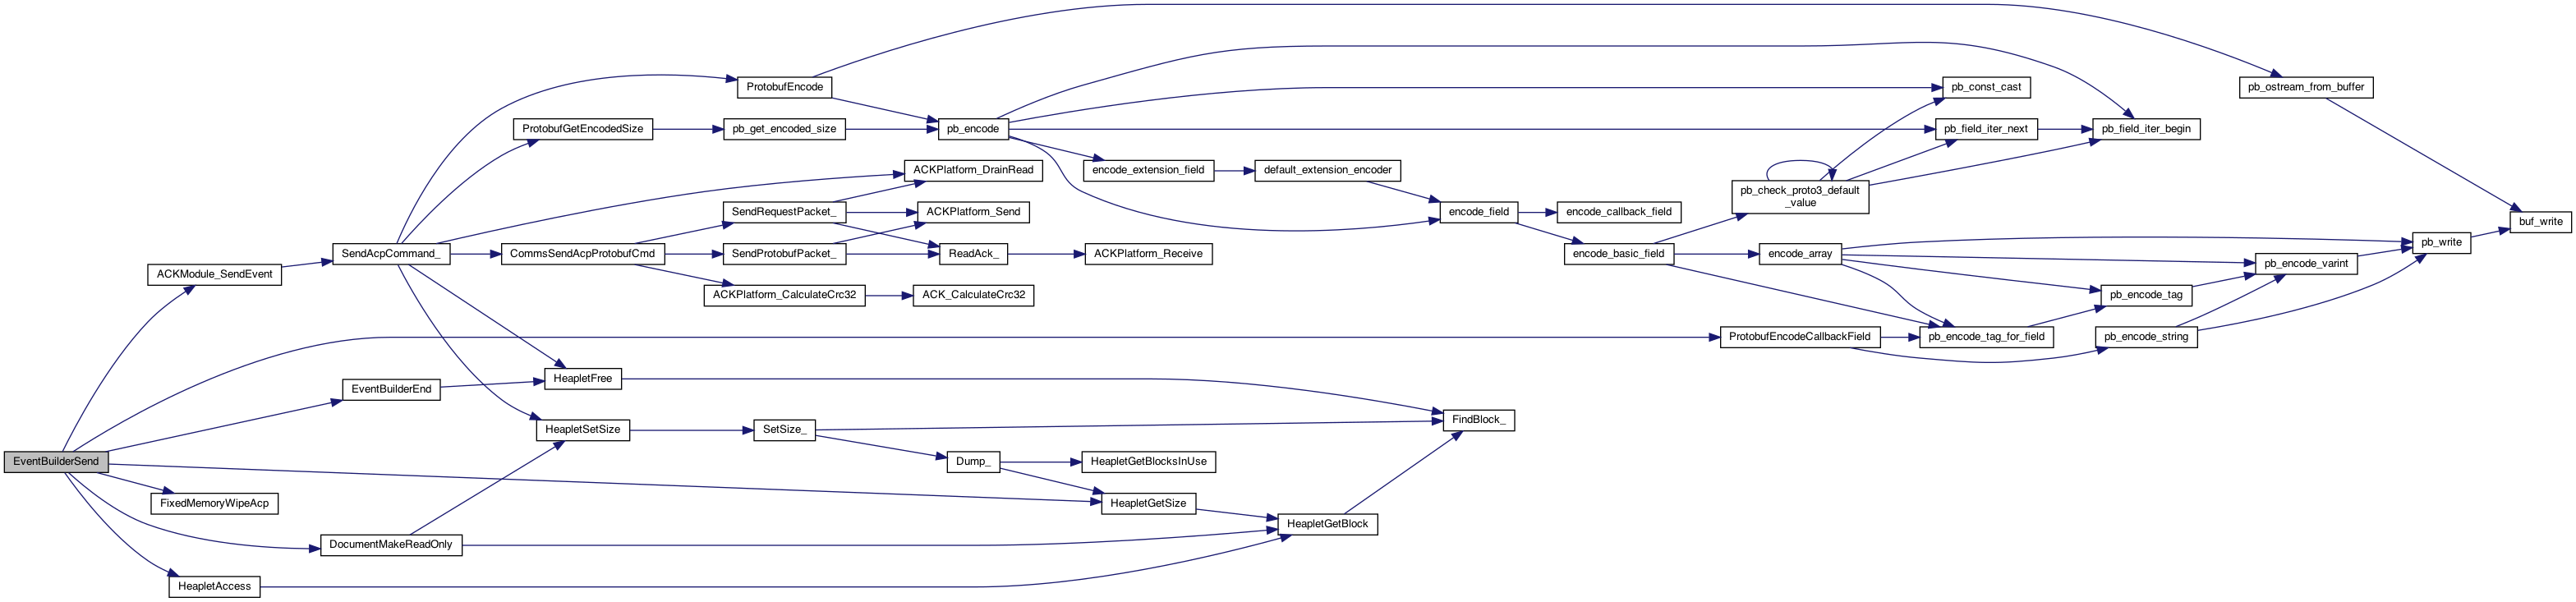 EventBuilderSend
ACKModule_SendEvent
FixedMemoryWipeAcp
HeapletAccess
EventBuilderEnd
DocumentMakeReadOnly
SendAcpCommand_
ProtobufGetEncodedSize
CommsSendAcpProtobufCmd
HeapletFree
HeapletSetSize
ProtobufEncode
pb_get_encoded_size
SendRequestPacket_
SendProtobufPacket_
ACKPlatform_CalculateCrc32
SetSize_
pb_encode
ACKPlatform_DrainRead
ACKPlatform_Send
ReadAck_
ACK_CalculateCrc32
Dump_
encode_extension_field
ACKPlatform_Receive
HeapletGetBlocksInUse
HeapletGetSize
default_extension_encoder
HeapletGetBlock
encode_field
FindBlock_
encode_callback_field
encode_basic_field
pb_check_proto3_default
_value
encode_array
ProtobufEncodeCallbackField
pb_const_cast
pb_field_iter_next
pb_encode_tag_for_field
pb_field_iter_begin
pb_encode_tag
pb_encode_string
pb_ostream_from_buffer
pb_encode_varint
pb_write
buf_write